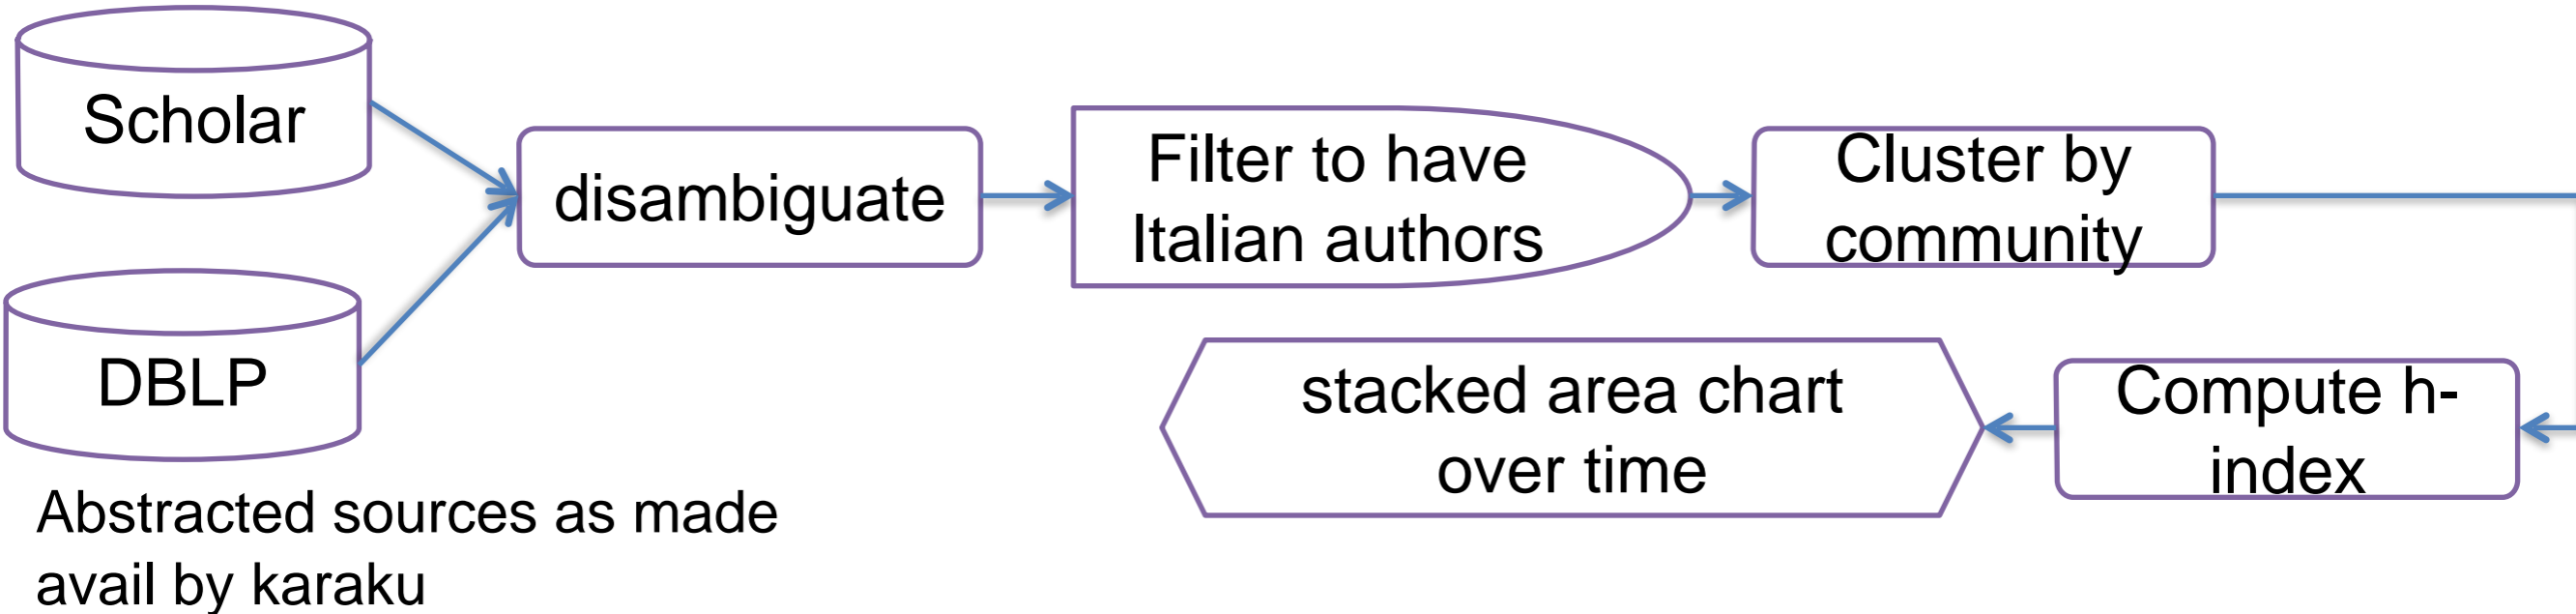 Scholar
disambiguate
Filter to have
Italian authors
Cluster by
community
DBLP
stacked area chart
over time
Compute h-
index
Abstracted sources as made
avail by karaku